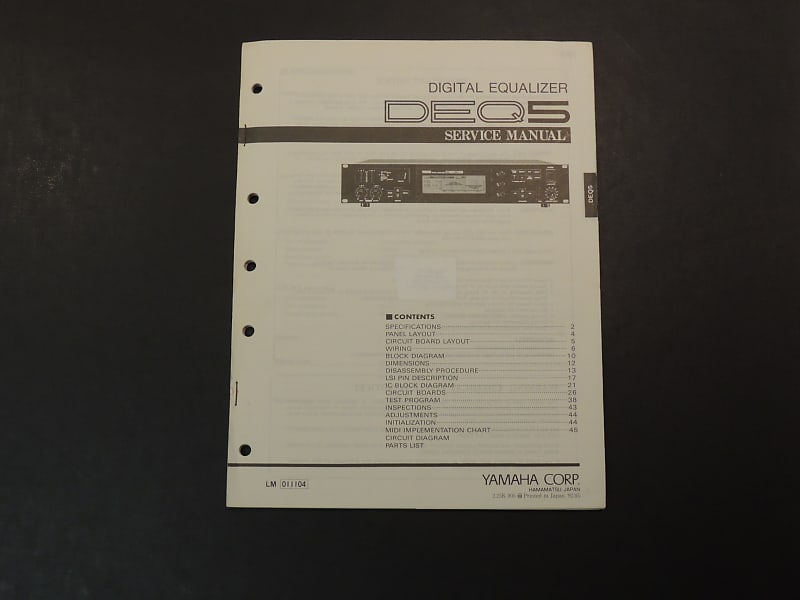 DIGITAL EQUALIZER
DEQ5
SERVICE MANUAL
DEQ5
■ CONTENTS
SPECIFICATIONS 2
PANEL LAYOUT 4
CIRCUIT BOARD LAYOUT 5
WIRING 6
BLOCK DIAGRAM 10
DIMENSIONS 12
DISASSEMBLY PROCEDURE 13
LSI PIN DESCRIPTION 17
IC BLOCK DIAGRAM 21
CIRCUIT BOARDS 26
TEST PROGRAM 38
INSPECTIONS 43
ADJUSTMENTS 44
INITIALIZATION 44
MIDI IMPLEMENTATION CHART 45
CIRCUIT DIAGRAM
PARTS LIST
LM 011104
YAMAHA CORP.
HAMAMATSU JAPAN
Printed in Japan